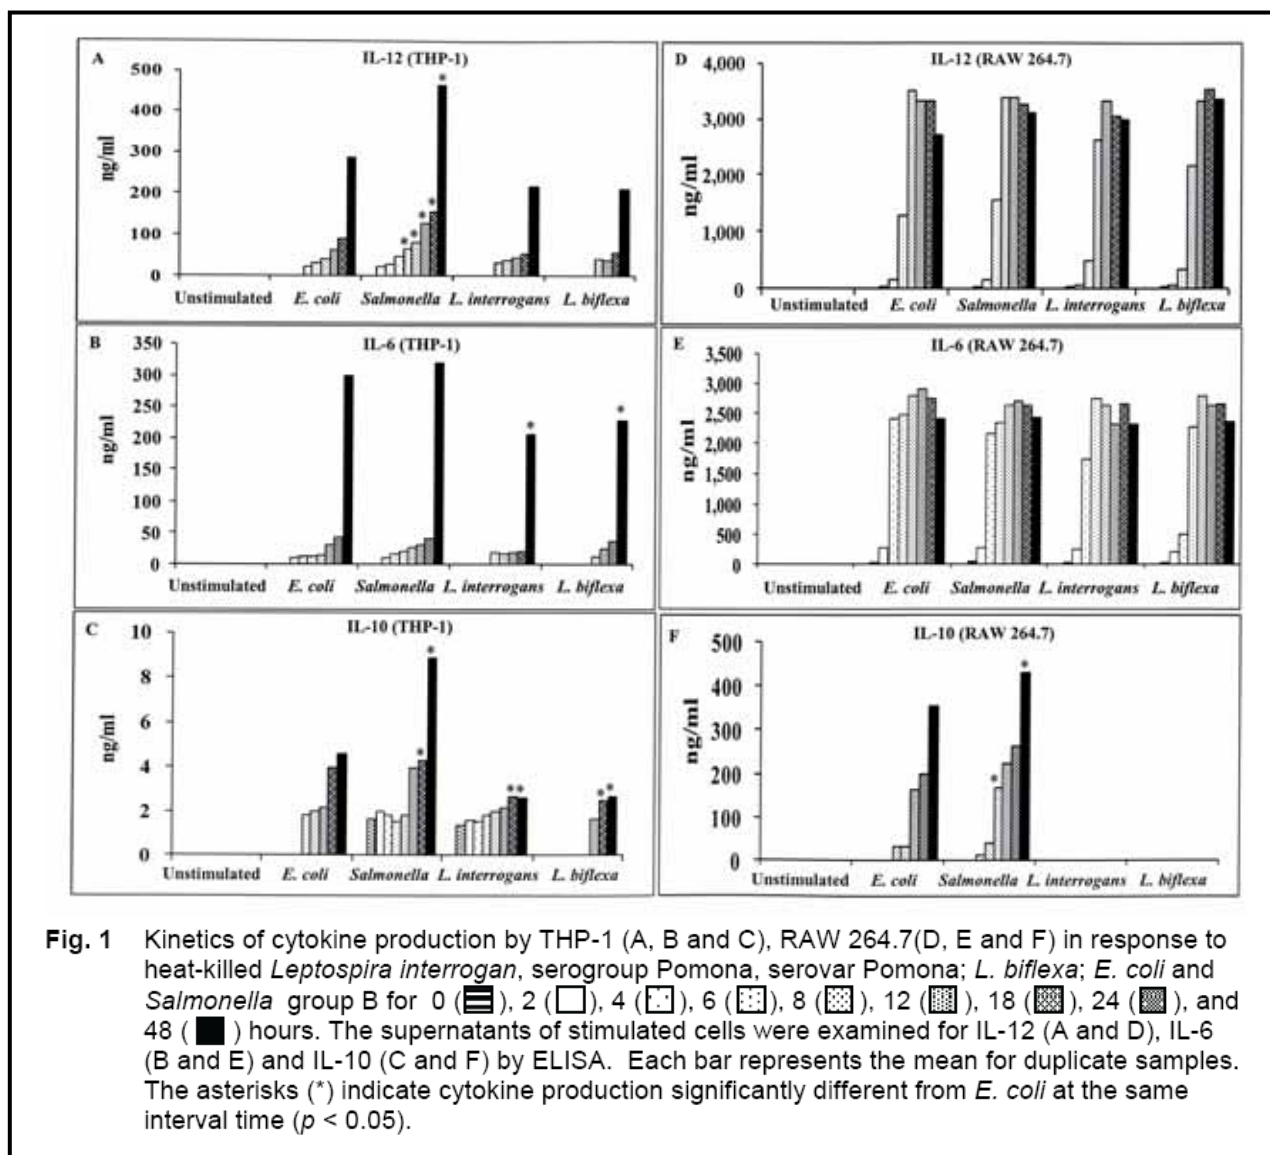 A
IL-12 (THP-1)
500
400
300
200
100
0
ng/ml
* * * * *
Unstimulated E. coli Salmonella L. interrogans L. biflexa
D
IL-12 (RAW 264.7)
4,000
3,000
2,000
1,000
0
ng/ml
Unstimulated E. coli Salmonella L. interrogans L. biflexa
B
IL-6 (THP-1)
350
300
250
200
150
100
50
0
ng/ml
* *
Unstimulated E. coli Salmonella L. interrogans L. biflexa
E
IL-6 (RAW 264.7)
3,500
3,000
2,500
2,000
1,500
1,000
500
0
ng/ml
Unstimulated E. coli Salmonella L. interrogans L. biflexa
C
IL-10 (THP-1)
10
8
6
4
2
0
ng/ml
* * ** * *
Unstimulated E. coli Salmonella L. interrogans L. biflexa
F
IL-10 (RAW 264.7)
500
400
300
200
100
0
ng/ml
* *
Unstimulated E. coli Salmonella L. interrogans L. biflexa
Fig. 1 Kinetics of cytokine production by THP-1 (A, B and C), RAW 264.7(D, E and F) in response to
heat-killed Leptospira interrogan, serogroup Pomona, serovar Pomona; L. biflexa; E. coli and
Salmonella group B for 0 ( ), 2 ( ), 4 ( ), 6 ( ), 8 ( ), 12 ( ), 18 ( ), 24 ( ), and
48 ( ) hours. The supernatants of stimulated cells were examined for IL-12 (A and D), IL-6
(B and E) and IL-10 (C and F) by ELISA. Each bar represents the mean for duplicate samples.
The asterisks (*) indicate cytokine production significantly different from E. coli at the same
interval time (p < 0.05).